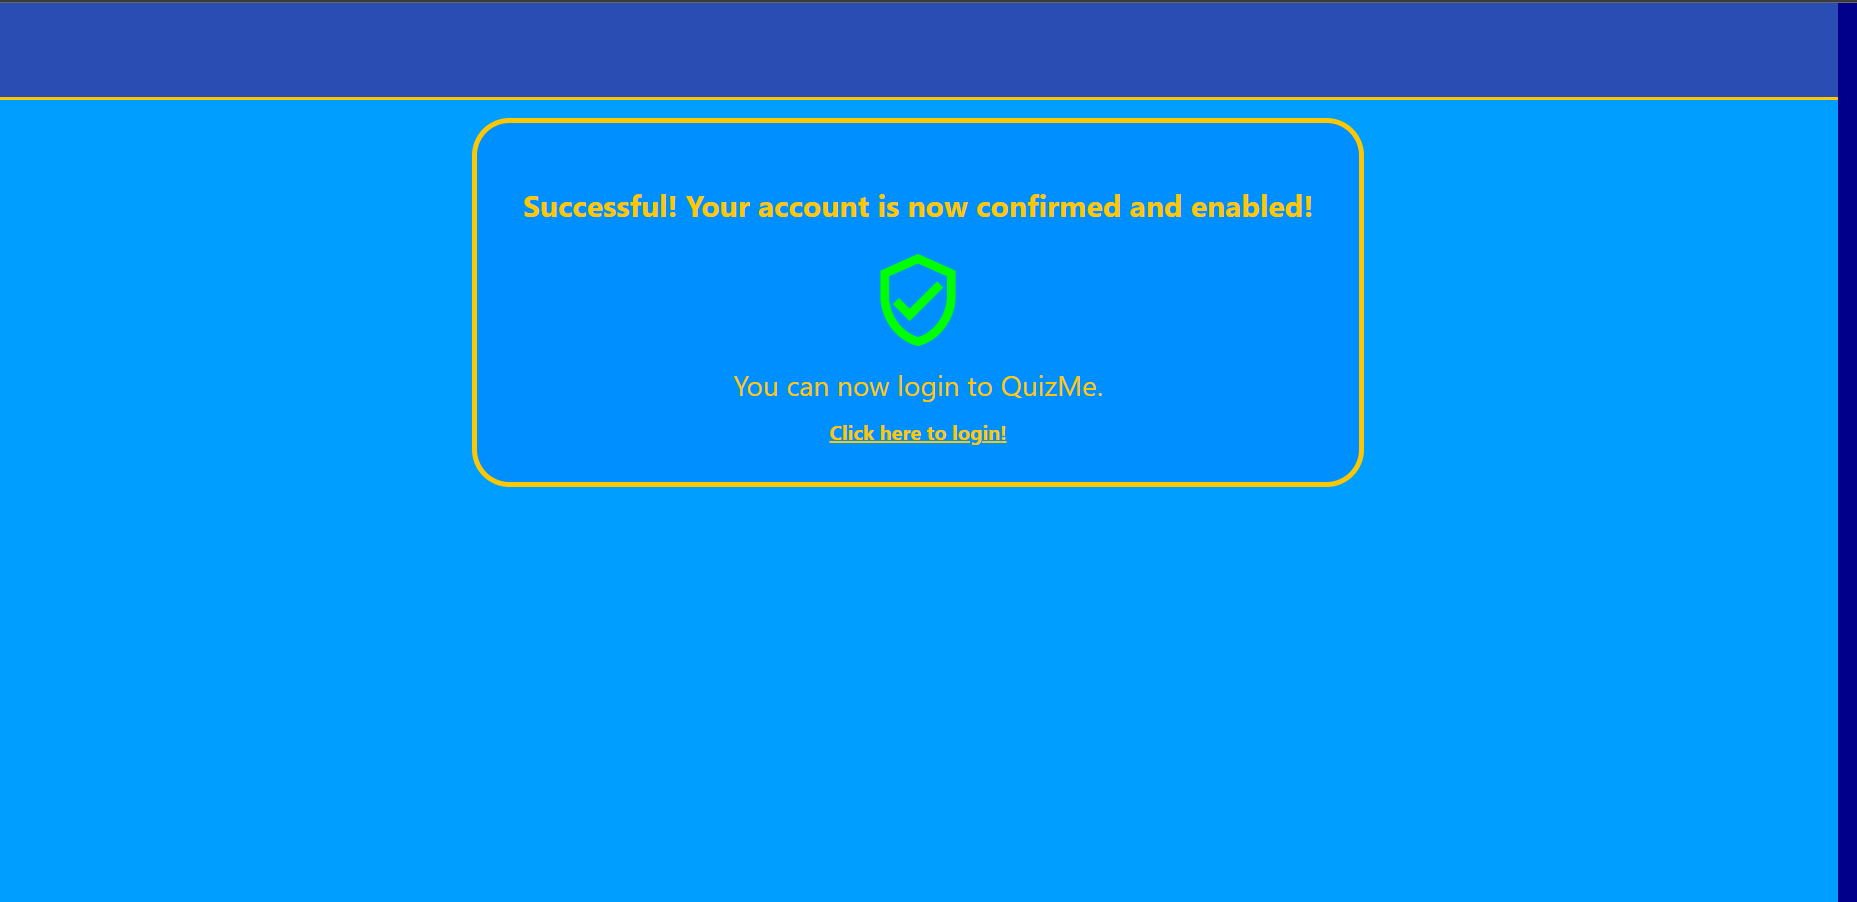 Successful! Your account is now confirmed and enabled!
You can now login to QuizMe.
Click here to login!